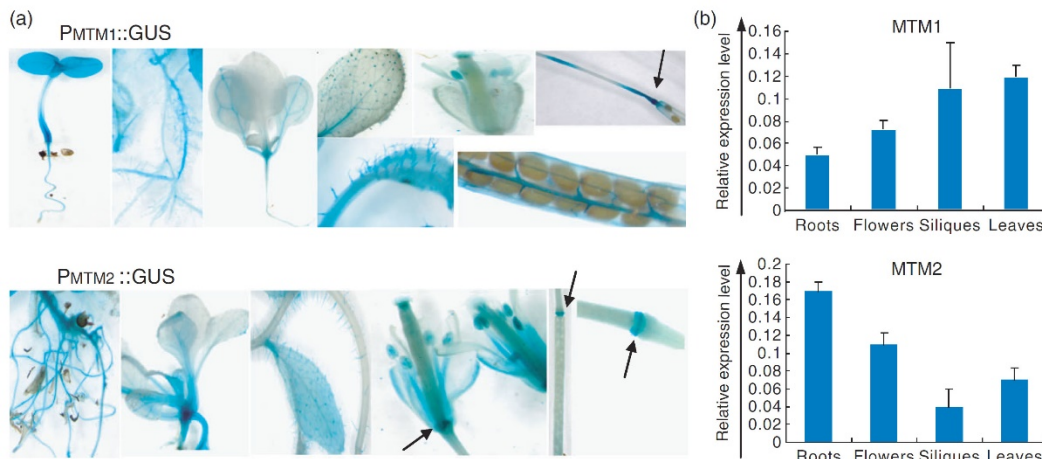 (a)
PMTM1::GUS
PMTM2::GUS
(b)
MTM1
Relative expression level
0.16
0.14
0.12
0.1
0.08
0.06
0.04
0.02
0
Roots Flowers Siliques Leaves
MTM2
Relative expression level
0.2
0.18
0.16
0.14
0.12
0.1
0.08
0.06
0.04
0.02
0
Roots Flowers Siliques Leaves